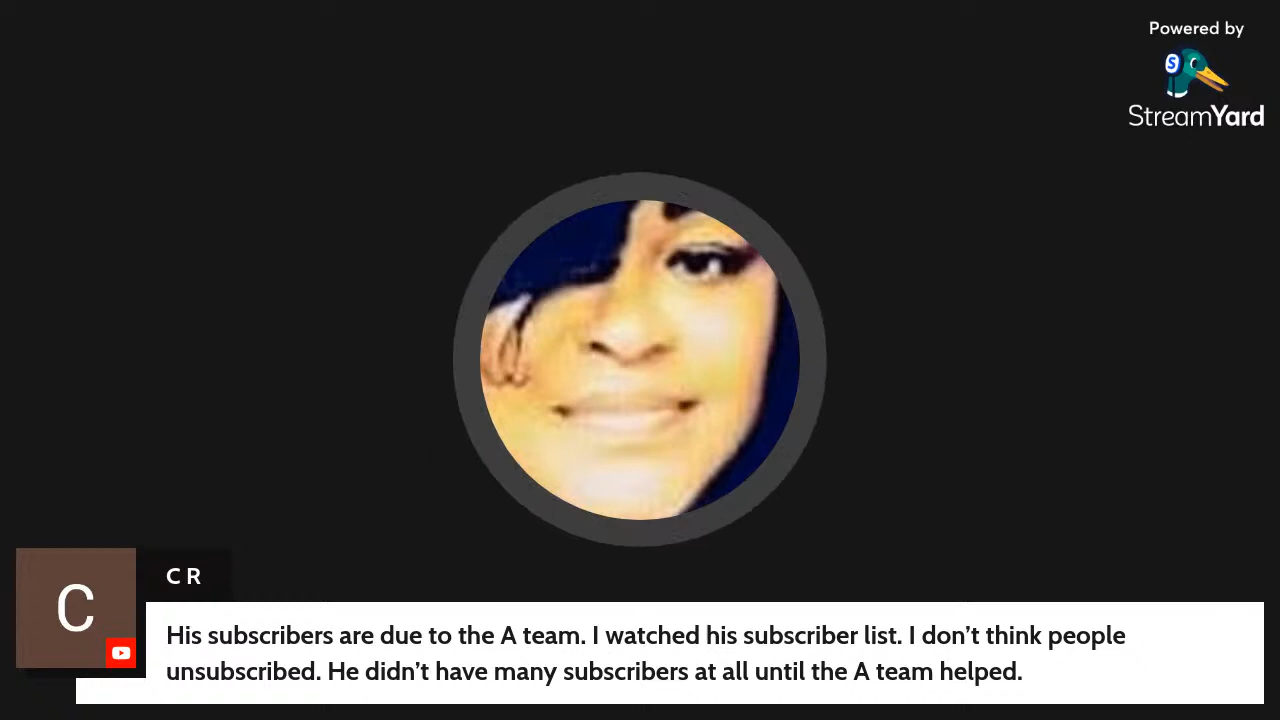 Powered by
S
StreamYard
C
C R
His subscribers are due to the A team. I watched his subscriber list. I don’t think people
unsubscribed. He didn’t have many subscribers at all until the A team helped.